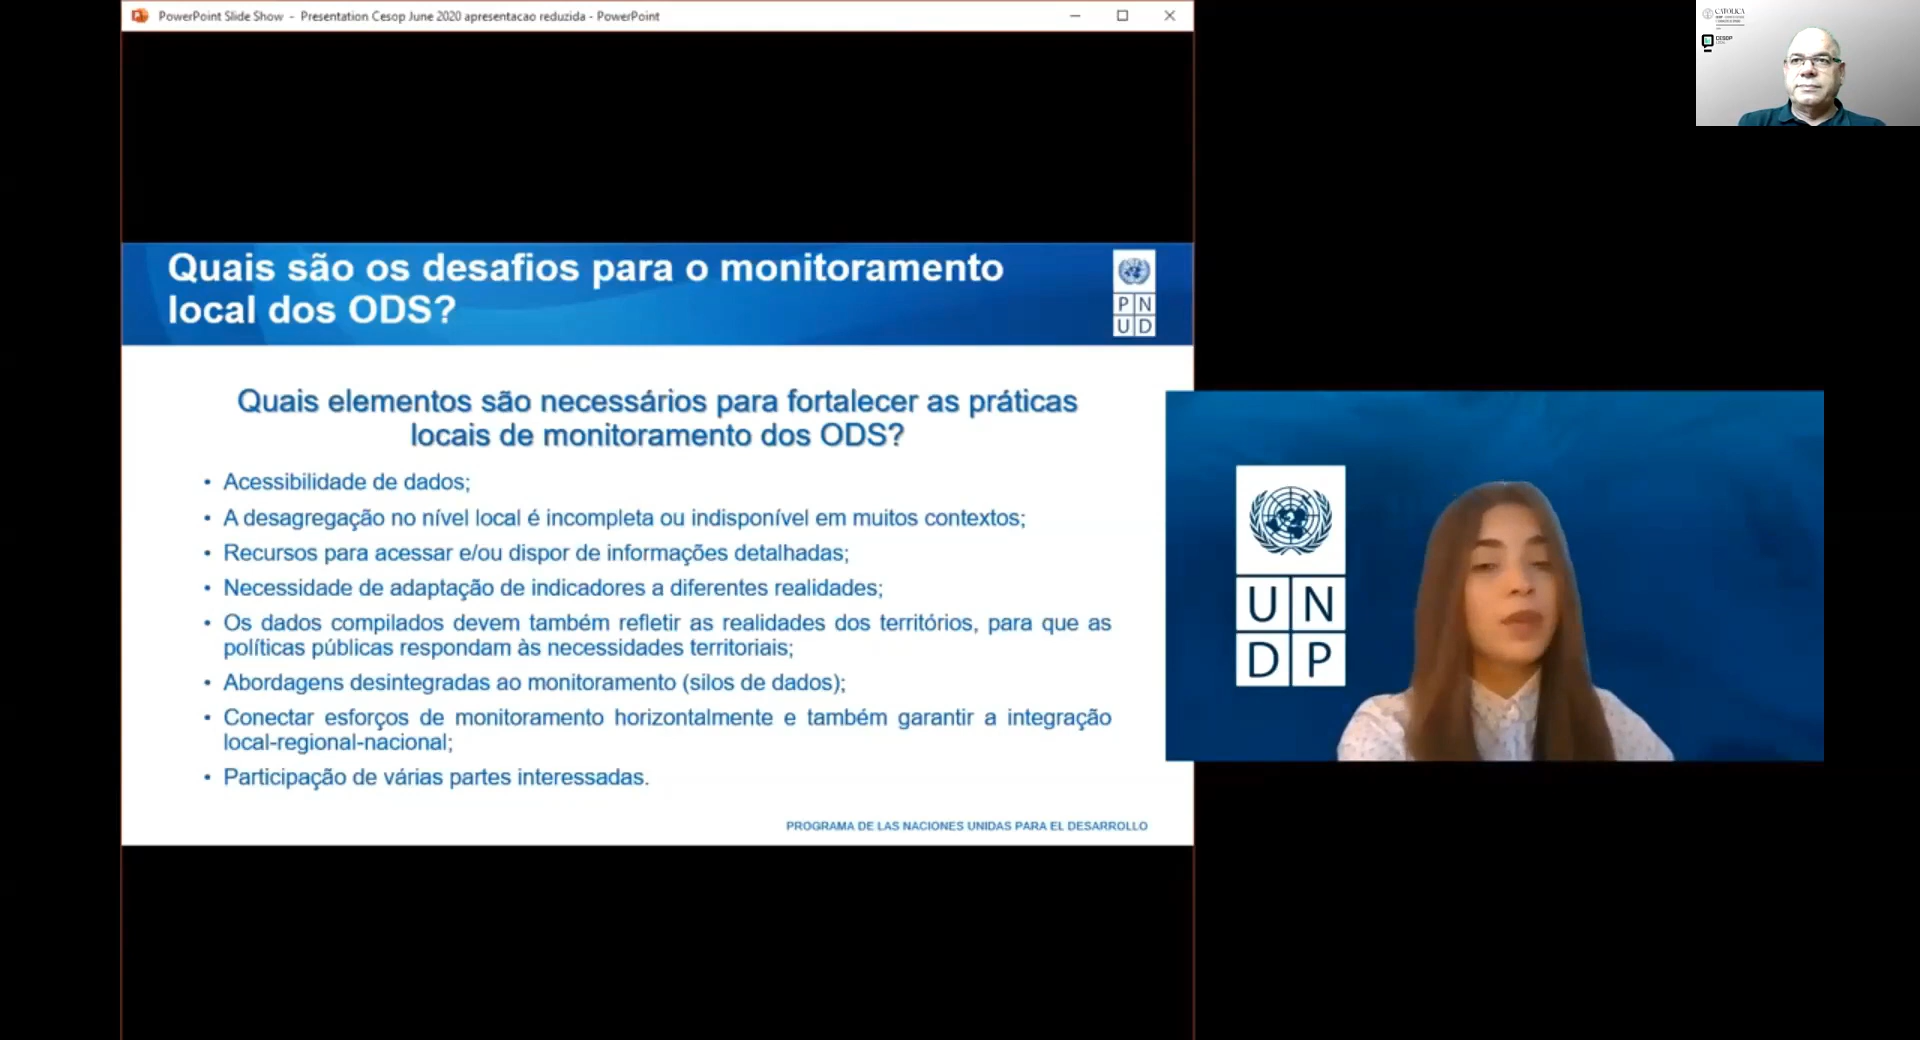 PowerPoint Slide Show - Presentation Cesop June 2020 apresentacao reduzida - PowerPoint
CATOLICA
CESOP
Quais são os desafios para o monitoramento
local dos ODS?
P N
U D
Quais elementos são necessários para fortalecer as práticas
locais de monitoramento dos ODS?
• Acessibilidade de dados;
• A desagregação no nível local é incompleta ou indisponível em muitos contextos;
• Recursos para acessar e/ou dispor de informações detalhadas;
• Necessidade de adaptação de indicadores a diferentes realidades;
• Os dados compilados devem também refletir as realidades dos territórios, para que as
políticas públicas respondam às necessidades territoriais;
• Abordagens desintegradas ao monitoramento (silos de dados);
• Conectar esforços de monitoramento horizontalmente e também garantir a integração
local-regional-nacional;
• Participação de várias partes interessadas.
PROGRAMA DE LAS NACIONES UNIDAS PARA EL DESARROLLO
U N
D P